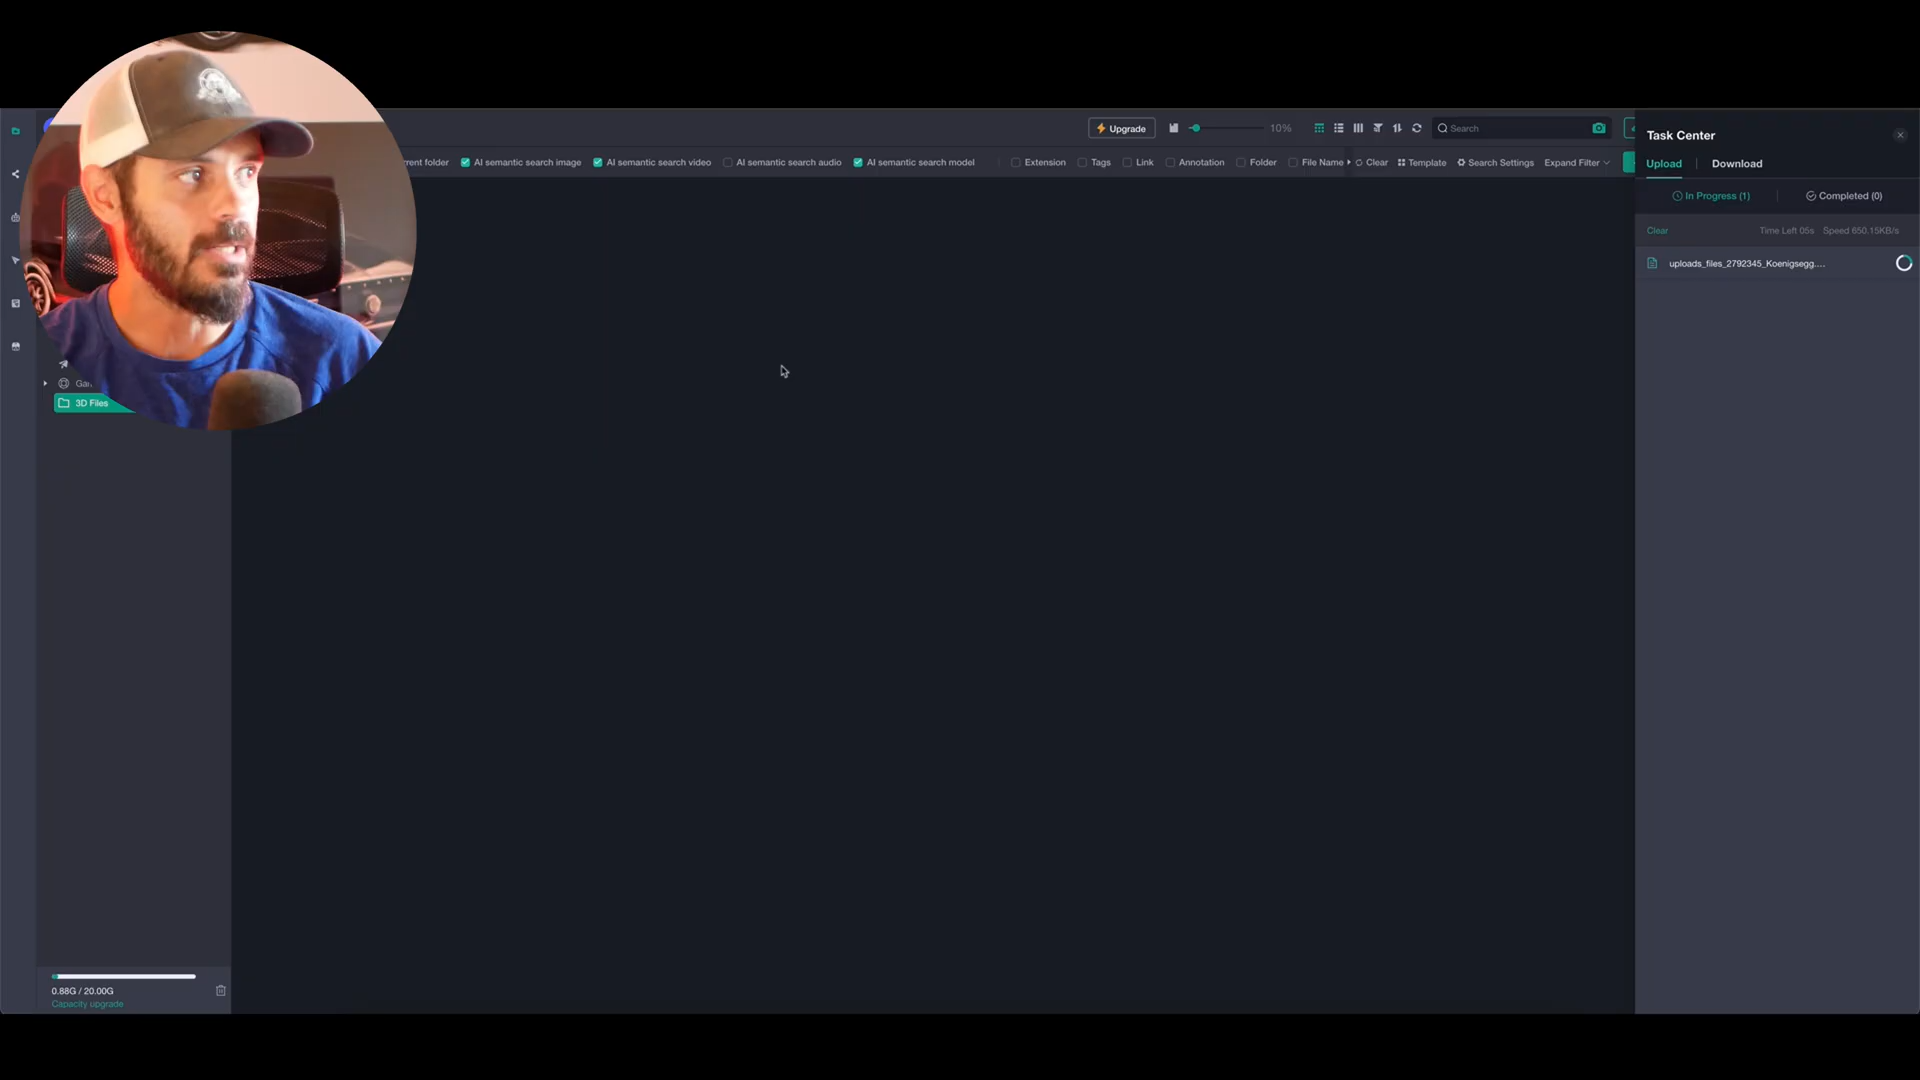 Upgrade
10%
Search
rent folder
AI semantic search image
AI semantic search video
AI semantic search audio
AI semantic search model
Extension
Tags
Link
Annotation
Folder
File Name
Clear
Template
Search Settings
Expand Filter
Task Center
Upload | Download
In Progress (1)
Completed (0)
Clear
Time Left 05s
Speed 650.15KB/s
uploads_files_2792345_Koenigsegg....
3D Files
0.88G / 20.00G
Capacity upgrade